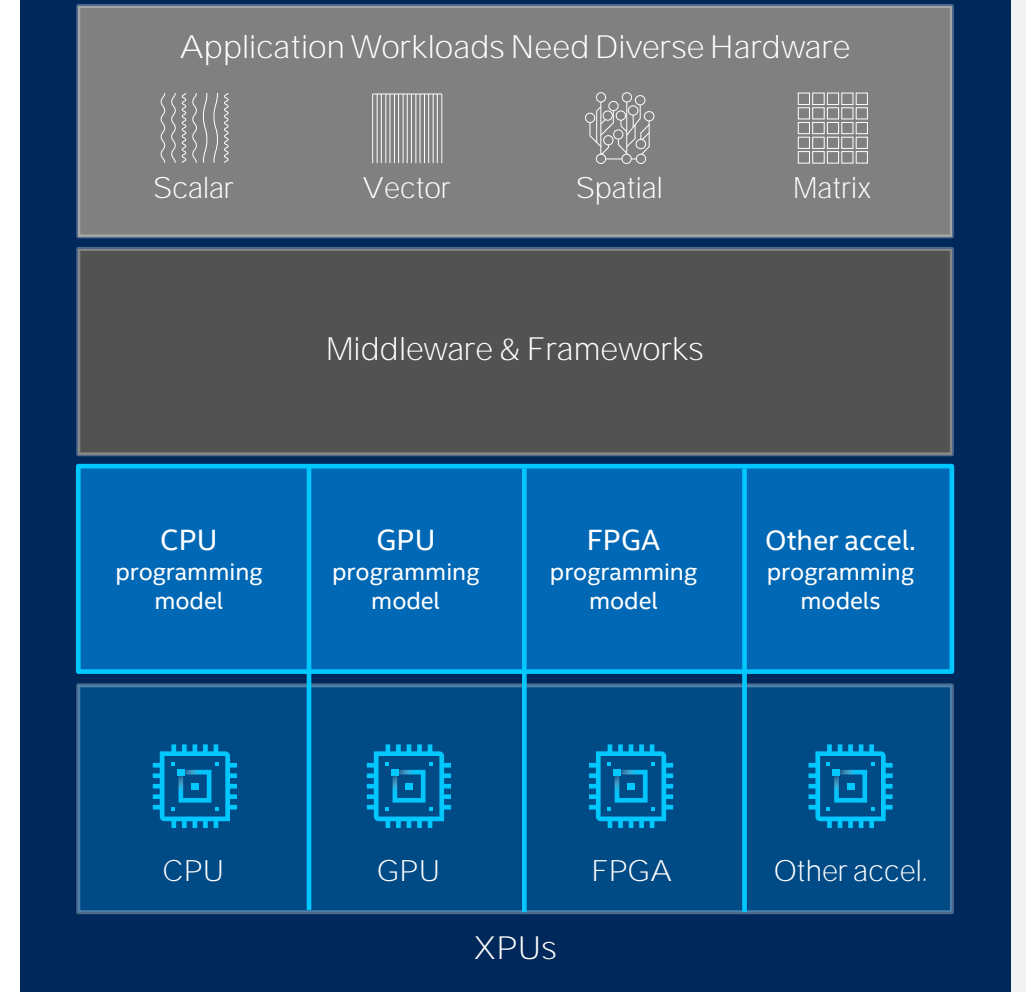 Application Workloads Need Diverse Hardware
Scalar
Vector
Spatial
Matrix
Middleware & Frameworks
CPU
programming
model
GPU
programming
model
FPGA
programming
model
Other accel.
programming
models
CPU
GPU
FPGA
Other accel.
XPUs